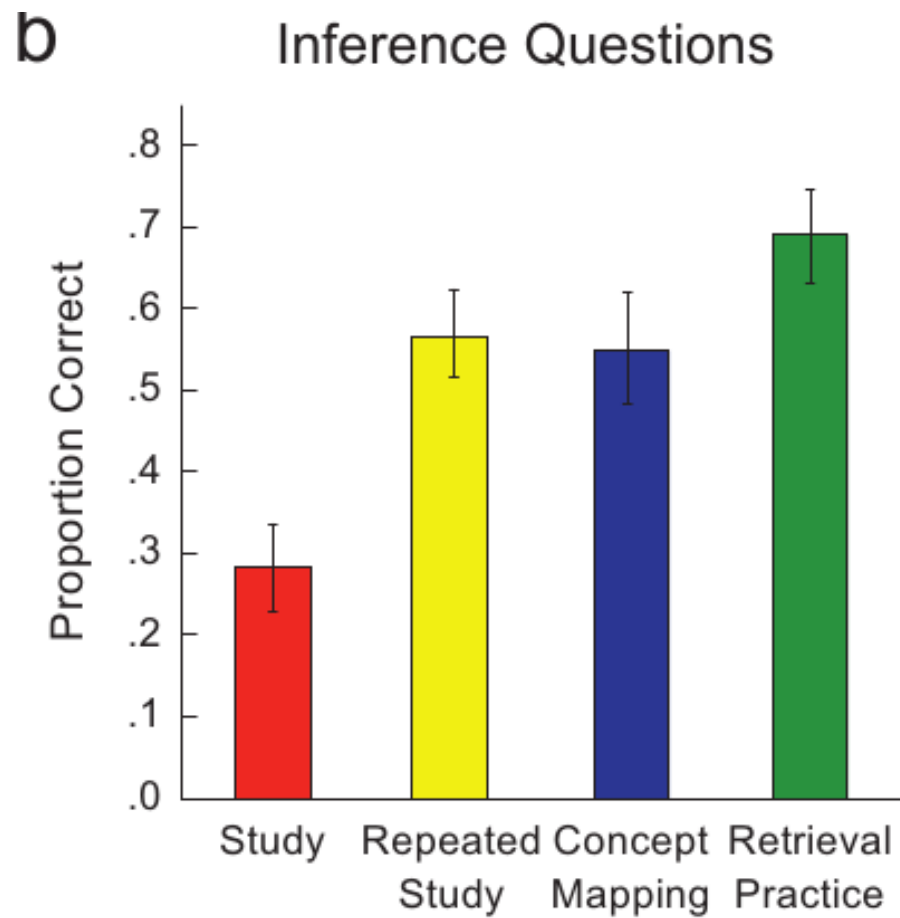 b
Inference Questions
Proportion Correct
.8
.7
.6
.5
.4
.3
.2
.1
.0
Study
Repeated Study
Concept Mapping
Retrieval Practice